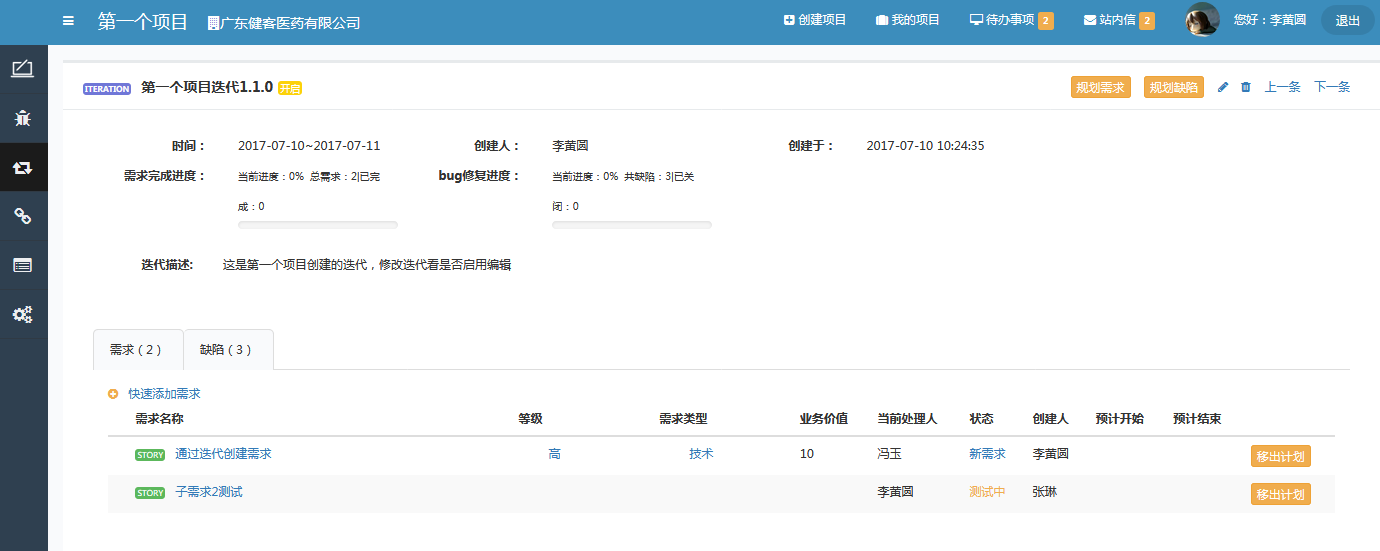 第一个项目 广东健客医药有限公司 创建项目 我的项目 待办事项 2 站内信 2 您好：李黄圆 退出
ITERATION 第一个项目迭代1.1.0 开启 规划需求 规划缺陷 上一条 下一条
时间： 2017-07-10~2017-07-11 创建人： 李黄圆 创建于： 2017-07-10 10:24:35
需求完成进度： 当前进度：0% 总需求：2|已完 bug修复进度： 当前进度：0% 共缺陷：3|已关
成：0 闭：0
迭代描述: 这是第一个项目创建的迭代，修改迭代看是否启用编辑
需求（2） 缺陷（3）
快速添加需求
需求名称 等级 需求类型 业务价值 当前处理人 状态 创建人 预计开始 预计结束
STORY 通过迭代创建需求 高 技术 10 冯玉 新需求 李黄圆 移出计划
STORY 子需求2测试 李黄圆 测试中 张琳 移出计划